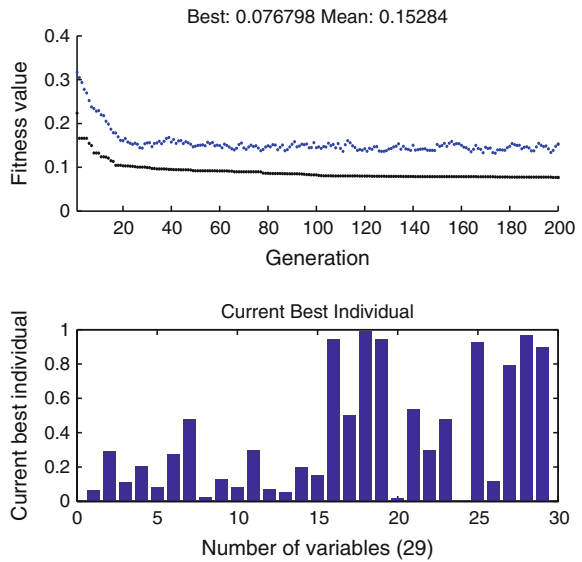 Best: 0.076798 Mean: 0.15284
0.4
0.3
0.2
0.1
0
Fitness value
20 40 60 80 100 120 140 160 180 200
Generation
Current Best Individual
1
0.8
0.6
0.4
0.2
0
Current best individual
0 5 10 15 20 25 30
Number of variables (29)